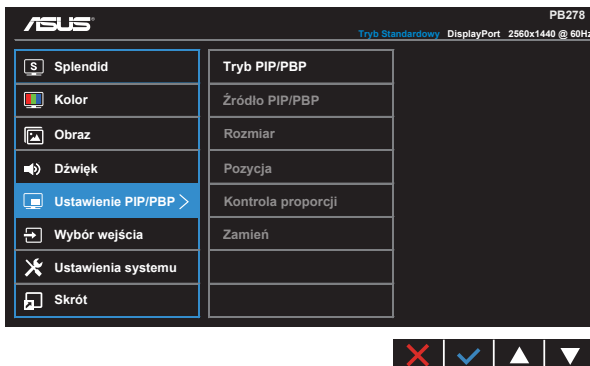 ASUS
PB278
Tryb Standardowy DisplayPort 2560x1440 @ 60Hz
S Splendid
Kolor
Obraz
Dźwięk
Ustawienie PIP/PBP
Wybór wejścia
Ustawienia systemu
Skrót
Tryb PIP/PBP
Źródło PIP/PBP
Rozmiar
Pozycja
Kontrola proporcji
Zamień